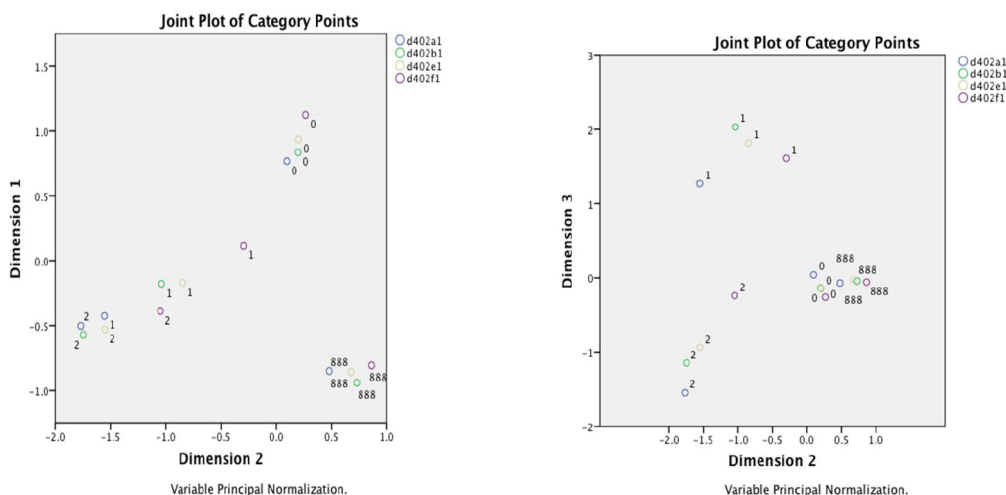 Joint Plot of Category Points
d402a1
d402b1
d402e1
d402f1
1.5
1.0
0.5
0.0
-0.5
-1.0
Dimension 1
0
0
0
0
1
1
1
2
2
1
2
2
888
888
888
888
-2.0 -1.5 -1.0 -0.5 0.0 0.5 1.0
Dimension 2
Variable Principal Normalization.
Joint Plot of Category Points
d402a1
d402b1
d402e1
d402f1
3
2
1
0
-1
-2
Dimension 3
1
1
1
1
888
0
888
0
2
888
0
0
888
2
2
2
-2.0 -1.5 -1.0 -0.5 0.0 0.5 1.0
Dimension 2
Variable Principal Normalization.